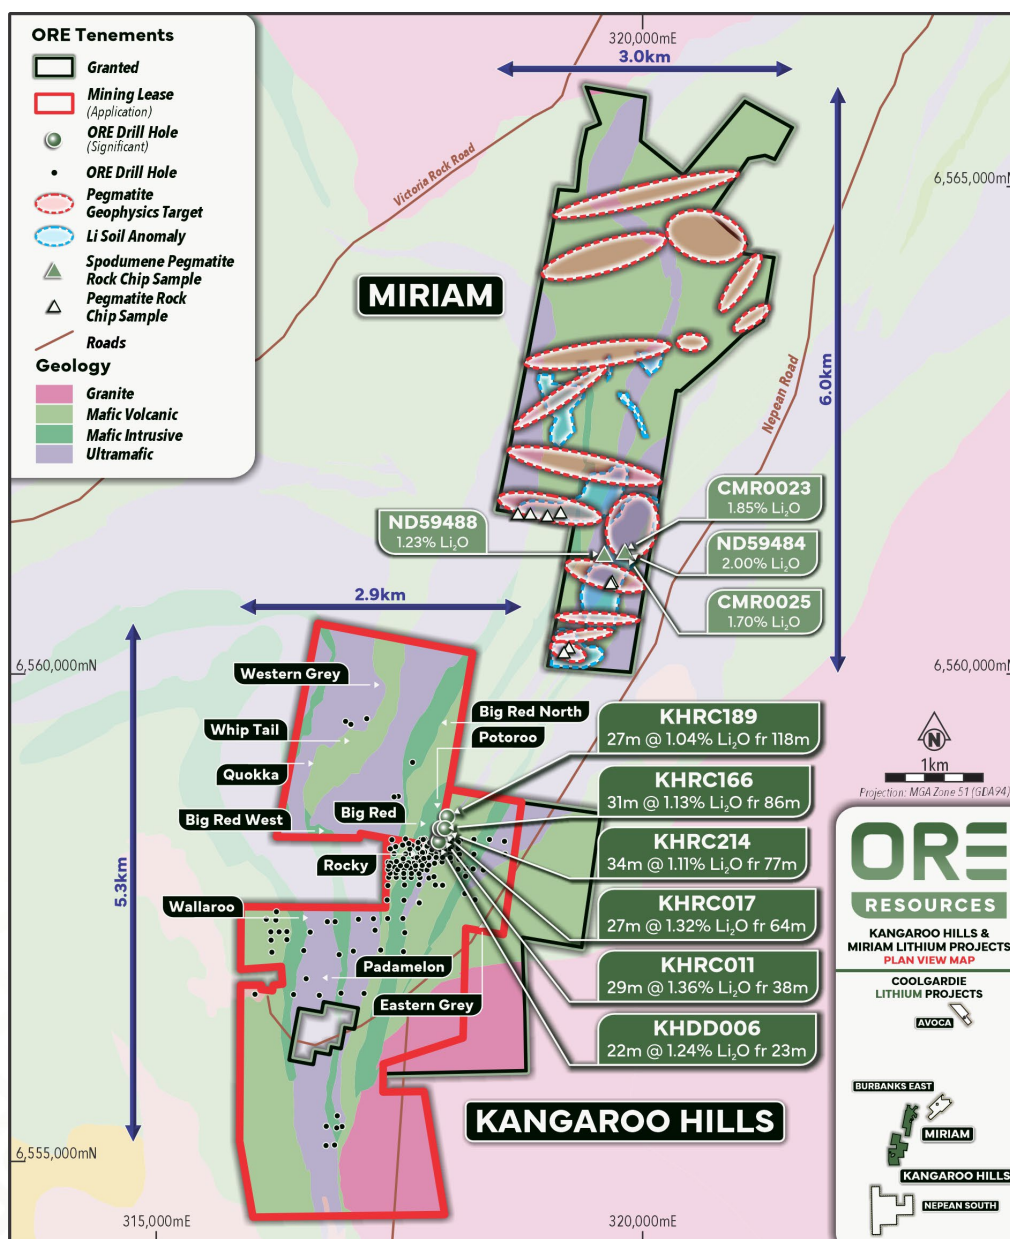 ORE Tenements
Granted
Mining Lease
(Application)
ORE Drill Hole
(Significant)
ORE Drill Hole
Pegmatite
Geophysics Target
Li Soil Anomaly
Spodumene Pegmatite
Rock Chip Sample
Pegmatite Rock
Chip Sample
Roads
Geology
Granite
Mafic Volcanic
Mafic Intrusive
Ultramafic
320,000mE
3.0km
Victoria Rock Road
6,565,000mN
MIRIAM
6.0km
Nepean Road
CMR0023
1.85% Li₂O
ND59488
1.23% Li₂O
ND59484
2.00% Li₂O
CMR0025
1.70% Li₂O
2.9km
6,560,000mN
6,560,000mN
Western Grey
Big Red North
Whip Tail
Potoroo
Quokka
Big Red
Big Red West
Rocky
Wallaroo
Padamelon
Eastern Grey
5.3km
KHRC189
27m @ 1.04% Li₂O fr 118m
KHRC166
31m @ 1.13% Li₂O fr 86m
KHRC214
34m @ 1.11% Li₂O fr 77m
KHRC017
27m @ 1.32% Li₂O fr 64m
KHRC011
29m @ 1.36% Li₂O fr 38m
KHDD006
22m @ 1.24% Li₂O fr 23m
KANGAROO HILLS
6,555,000mN
315,000mE
320,000mE
N
1km
Projection: MGA Zone 51 (GDA94)
ORE
RESOURCES
KANGAROO HILLS &
MIRIAM LITHIUM PROJECTS
PLAN VIEW MAP
COOLGARDIE
LITHIUM PROJECTS
AVOCA
BURBANKS EAST
MIRIAM
KANGAROO HILLS
NEPEAN SOUTH